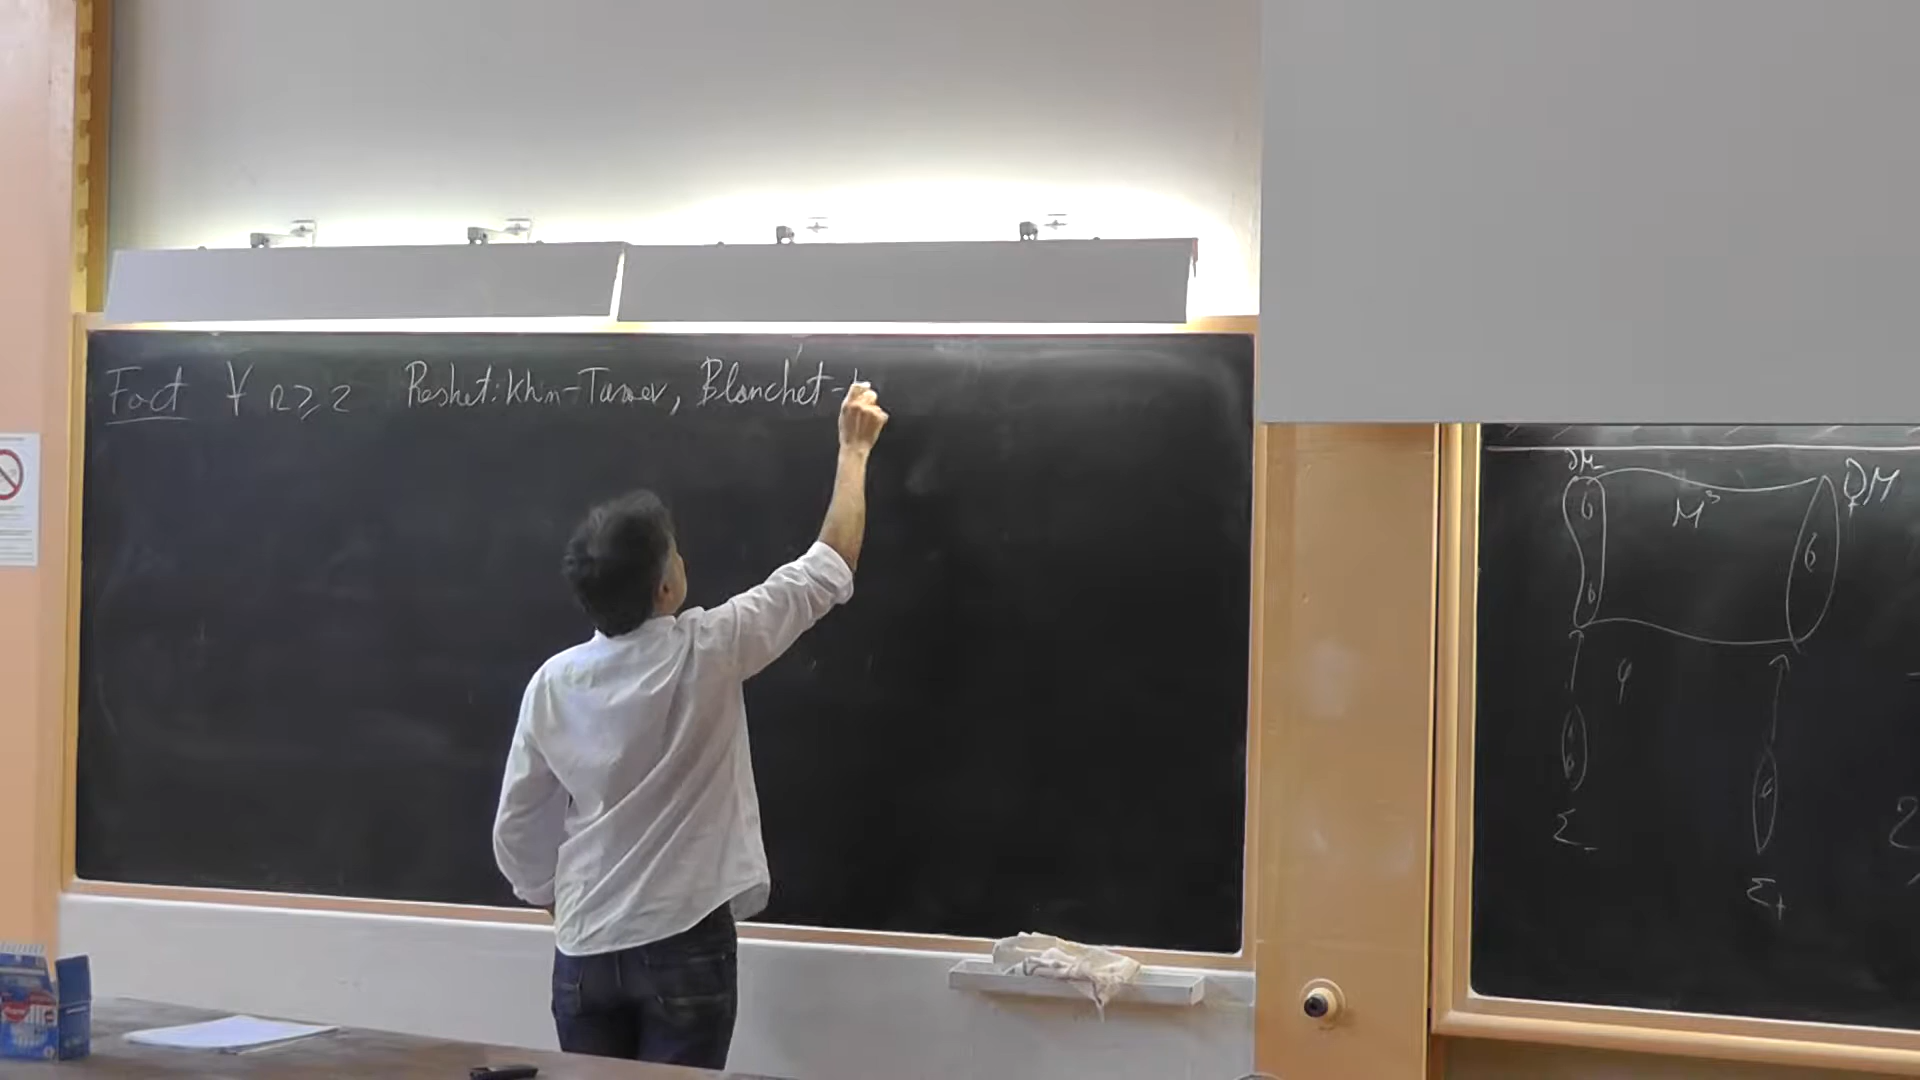 Fact ∀ r ≥ 2 Reshetikhin-Turaev, Blanchet-
∂M
M³
∂₊M
φ
Σ₋
Σ₊